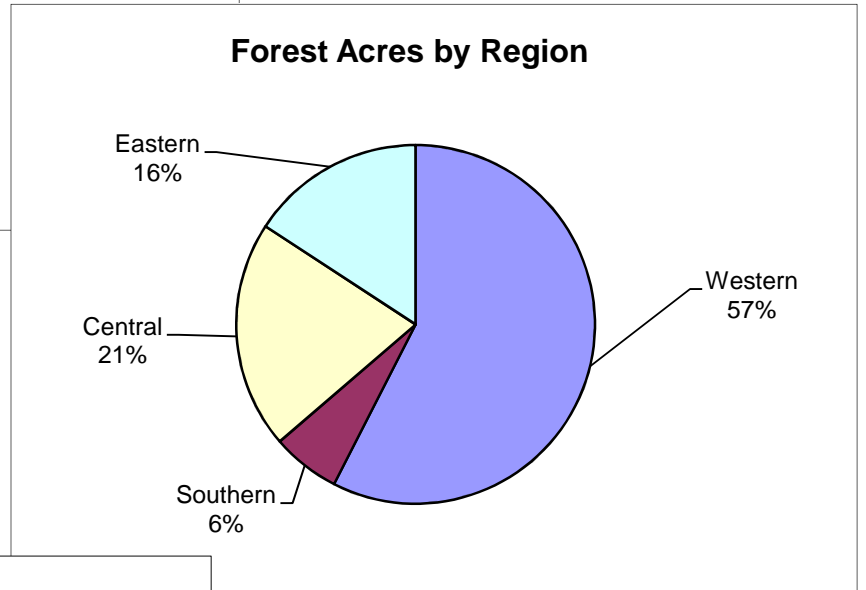 Forest Acres by Region
Eastern
16%
Western
57%
Central
21%
Southern
6%